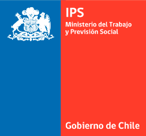 IPS
Ministerio del Trabajo
y Previsión Social
Gobierno de Chile